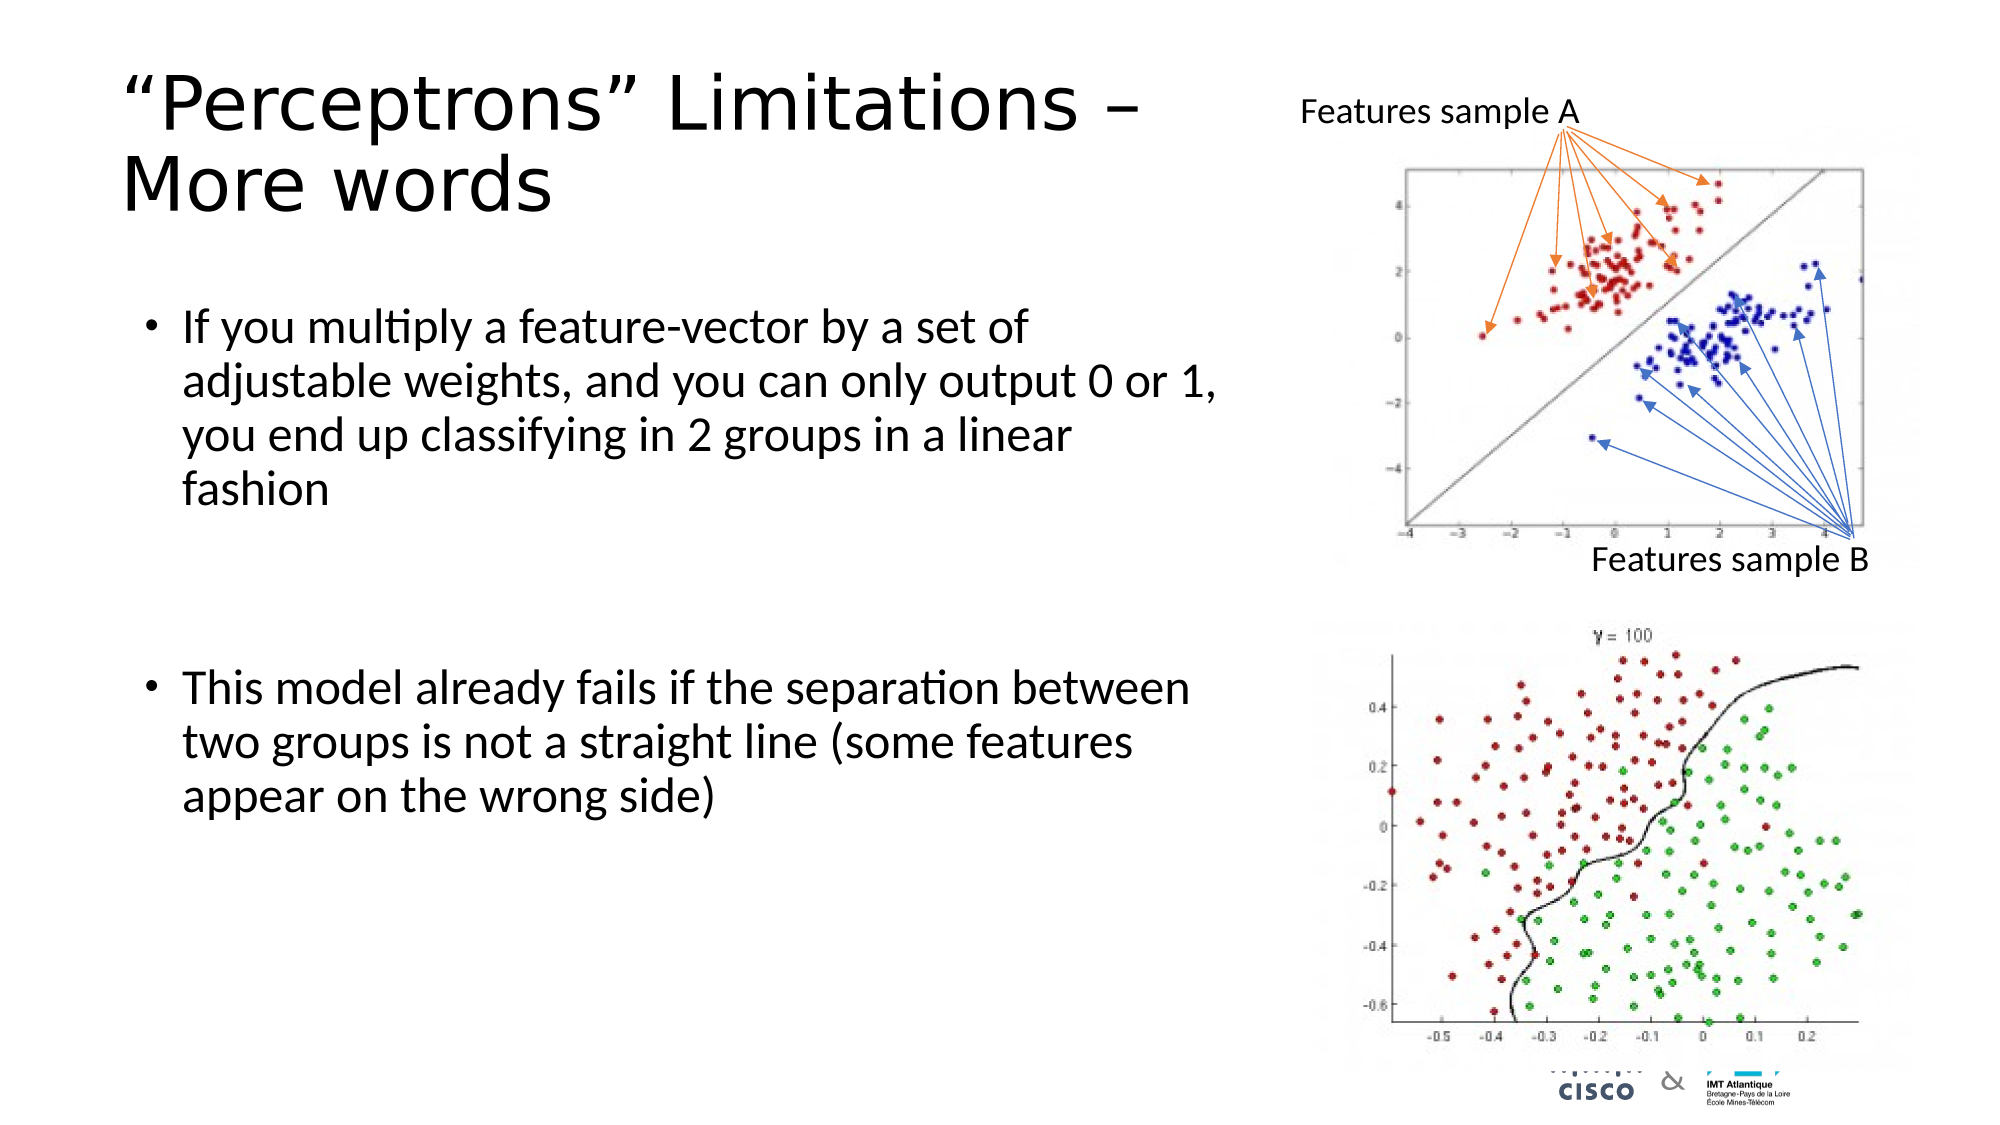 “Perceptrons” Limitations –
More words
• If you multiply a feature-vector by a set of
adjustable weights, and you can only output 0 or 1,
you end up classifying in 2 groups in a linear
fashion
• This model already fails if the separation between
two groups is not a straight line (some features
appear on the wrong side)
Features sample A
4
2
0
−2
−4
−4 −3 −2 −1 0 1 2 3 4
Features sample B
γ = 100
0.4
0.2
0
-0.2
-0.4
-0.6
-0.5 -0.4 -0.3 -0.2 -0.1 0 0.1 0.2
CISCO & IMT Atlantique
Bretagne-Pays de la Loire
École Mines-Télécom